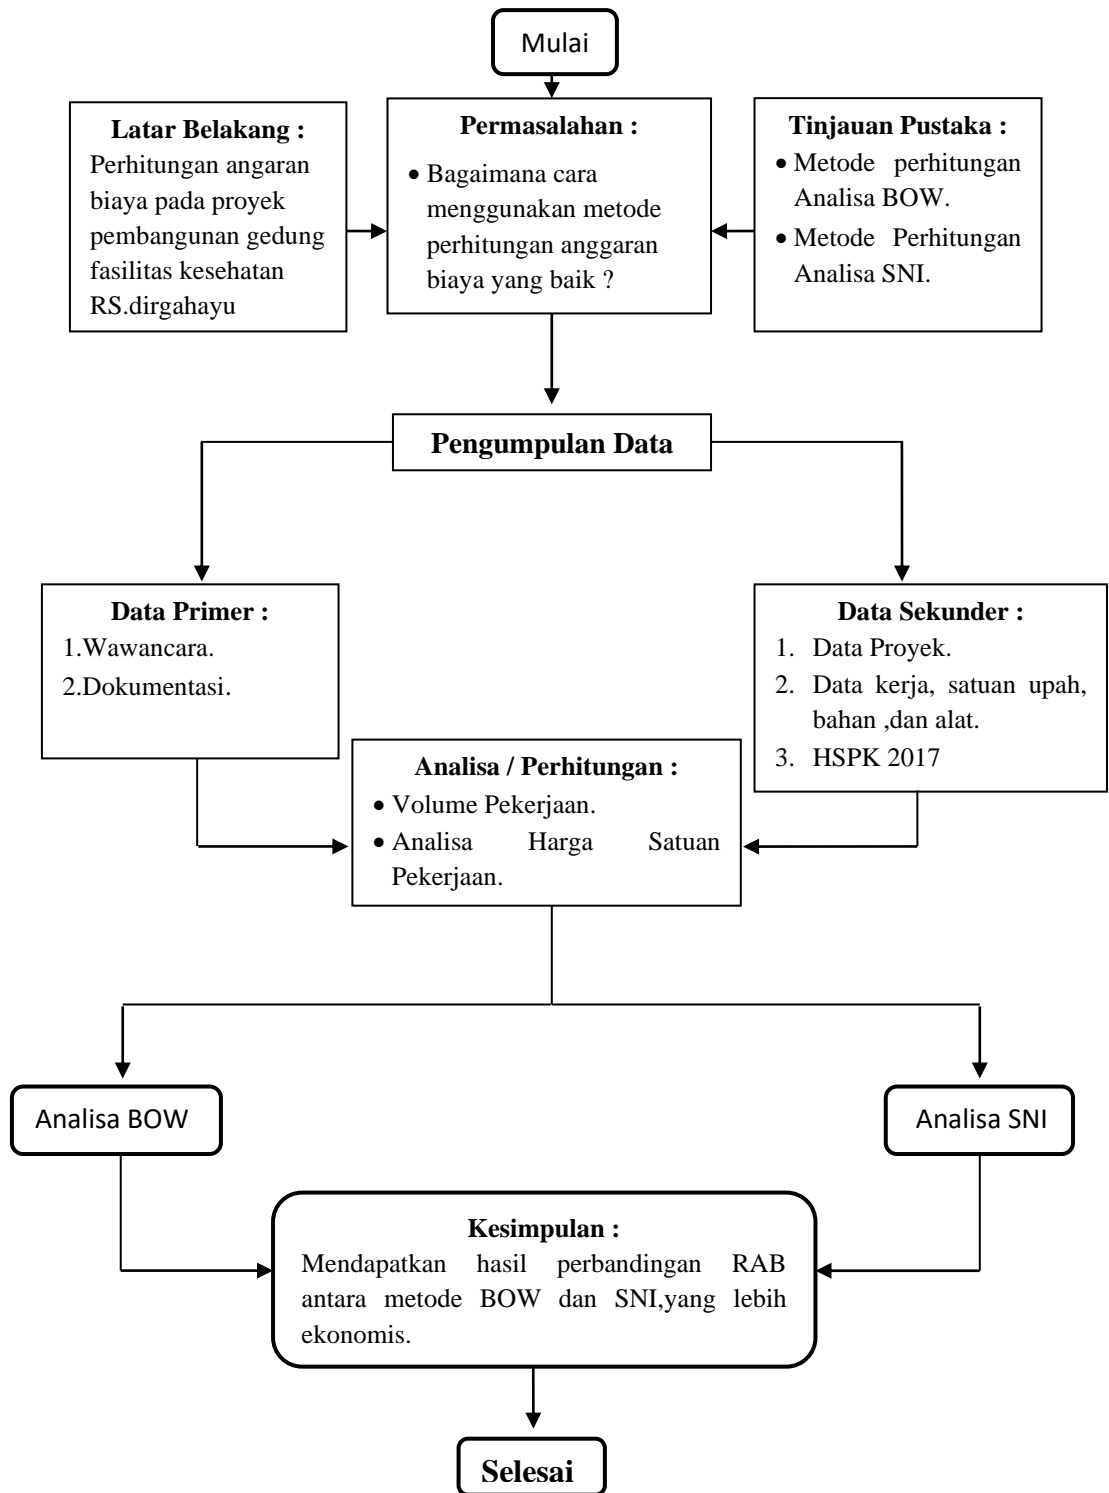 Mulai
Latar Belakang :
Perhitungan angaran
biaya pada proyek
pembangunan gedung
fasilitas kesehatan
RS.dirgahayu
Permasalahan :
• Bagaimana cara
menggunakan metode
perhitungan anggaran
biaya yang baik ?
Tinjauan Pustaka :
• Metode perhitungan
Analisa BOW.
• Metode Perhitungan
Analisa SNI.
Pengumpulan Data
Data Primer :
1.Wawancara.
2.Dokumentasi.
Data Sekunder :
1. Data Proyek.
2. Data kerja, satuan upah,
bahan ,dan alat.
3. HSPK 2017
Analisa / Perhitungan :
• Volume Pekerjaan.
• Analisa Harga Satuan
Pekerjaan.
Analisa BOW
Analisa SNI
Kesimpulan :
Mendapatkan hasil perbandingan RAB
antara metode BOW dan SNI,yang lebih
ekonomis.
Selesai